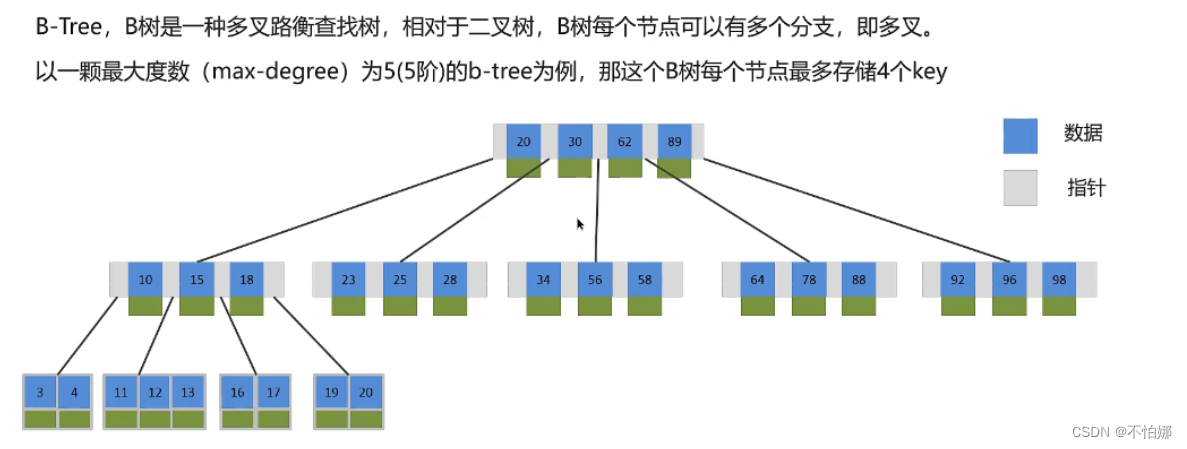 B-Tree，B树是一种多叉路衡查找树，相对于二叉树，B树每个节点可以有多个分支，即多叉。
以一颗最大度数（max-degree）为5(5阶)的b-tree为例，那这个B树每个节点最多存储4个key
20 30 62 89
数据
指针
10 15 18 23 25 28 34 56 58 64 78 88 92 96 98
3 4 11 12 13 16 17 19 20
CSDN @不怕娜